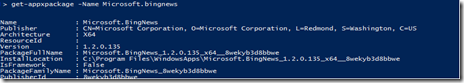 > get-appxpackage -Name Microsoft.bingnews
Name : Microsoft.BingNews
Publisher : CN=Microsoft Corporation, O=Microsoft Corporation, L=Redmond, S=Washington, C=US
Architecture : X64
ResourceId :
Version : 1.2.0.135
PackageFullName : Microsoft.BingNews_1.2.0.135_x64__8wekyb3d8bbwe
InstallLocation : C:\Program Files\WindowsApps\Microsoft.BingNews_1.2.0.135_x64__8wekyb3d8bbwe
IsFramework : False
PackageFamilyName : Microsoft.BingNews_8wekyb3d8bbwe
PublisherId : 8wekyb3d8bbwe